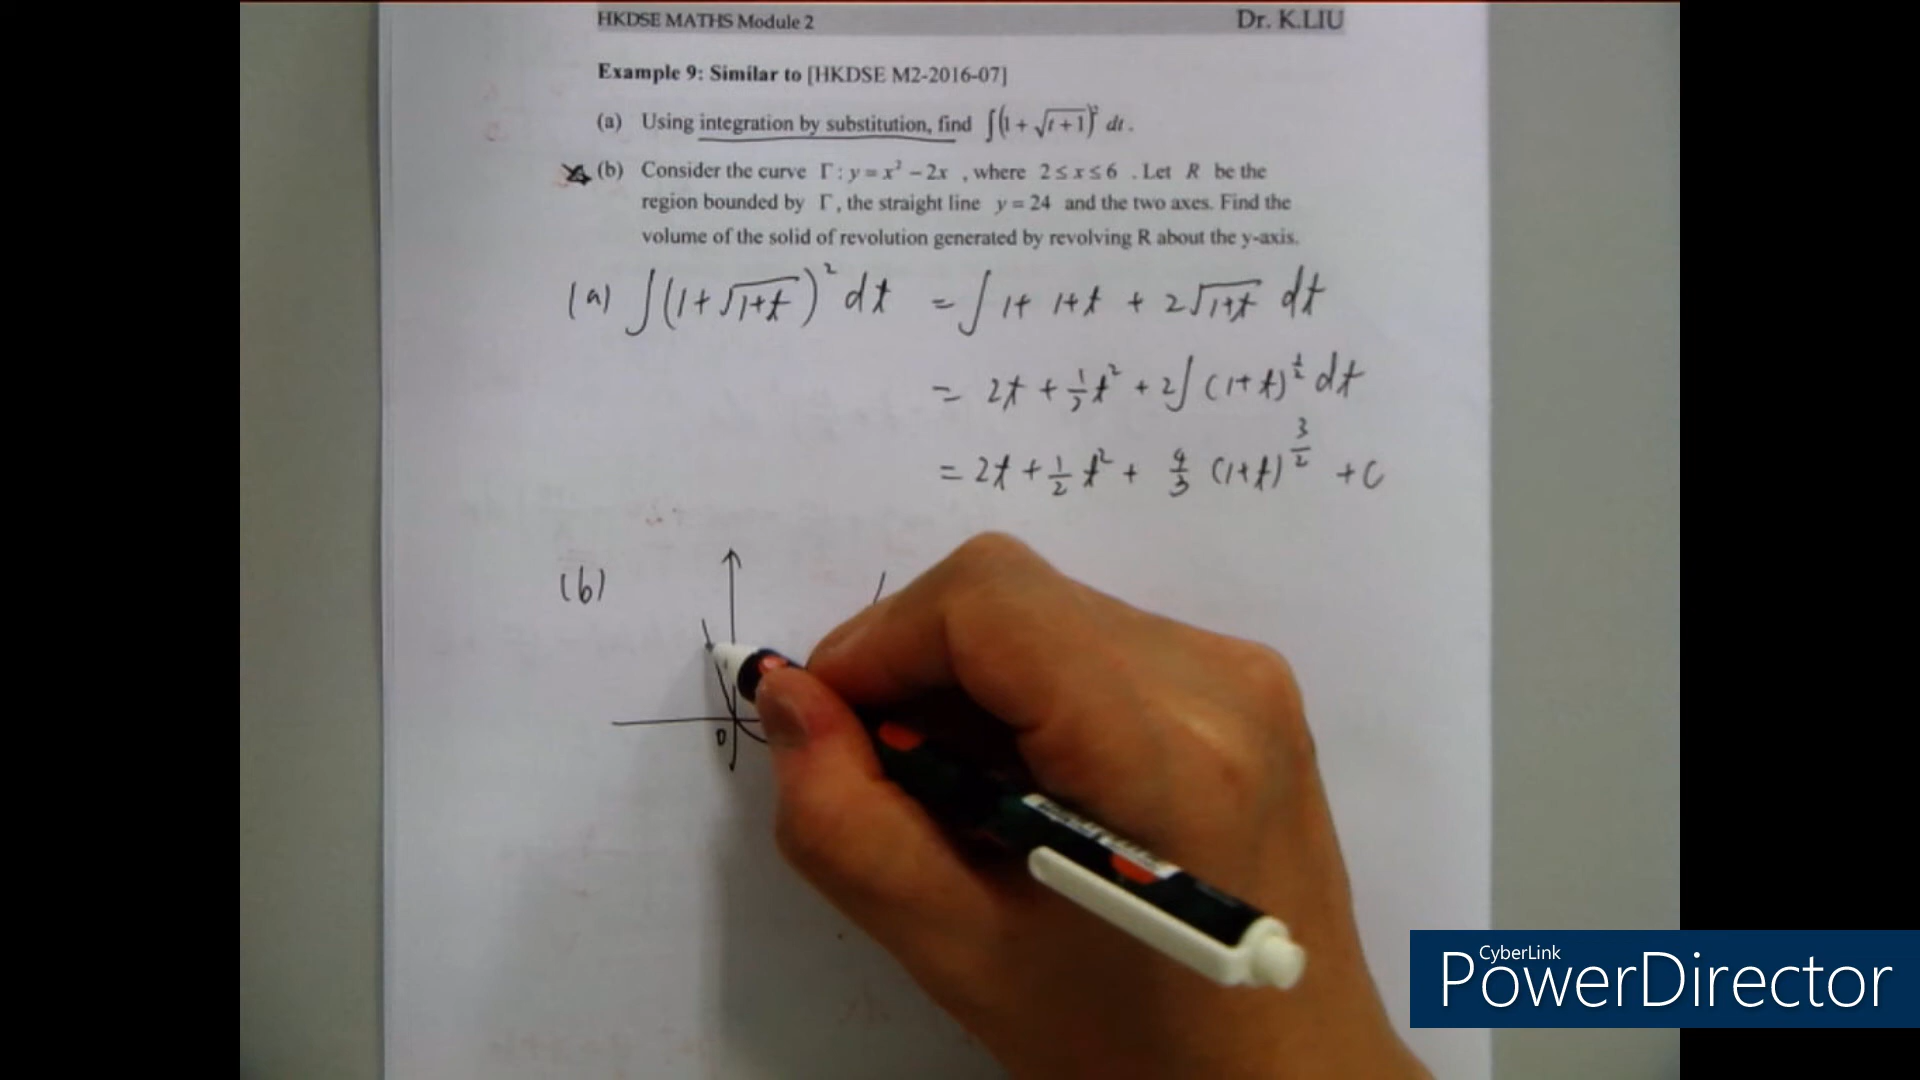 HKDSE MATHS Module 2 Dr. K.LIU
Example 9: Similar to [HKDSE M2-2016-07]
(a) Using integration by substitution, find ∫(1 + √(t+1))² dt .
(b) Consider the curve Γ : y = x² − 2x , where 2 ≤ x ≤ 6 . Let R be the
region bounded by Γ , the straight line y = 24 and the two axes. Find the
volume of the solid of revolution generated by revolving R about the y-axis.
(a) ∫(1+√(1+t))² dt = ∫ 1+ 1+t + 2√(1+t) dt
= 2t + ½t² + 2∫ (1+t)^(1/2) dt
= 2t + ½ t² + 4/3 (1+t)^(3/2) + C
(b)
0
CyberLink
PowerDirector